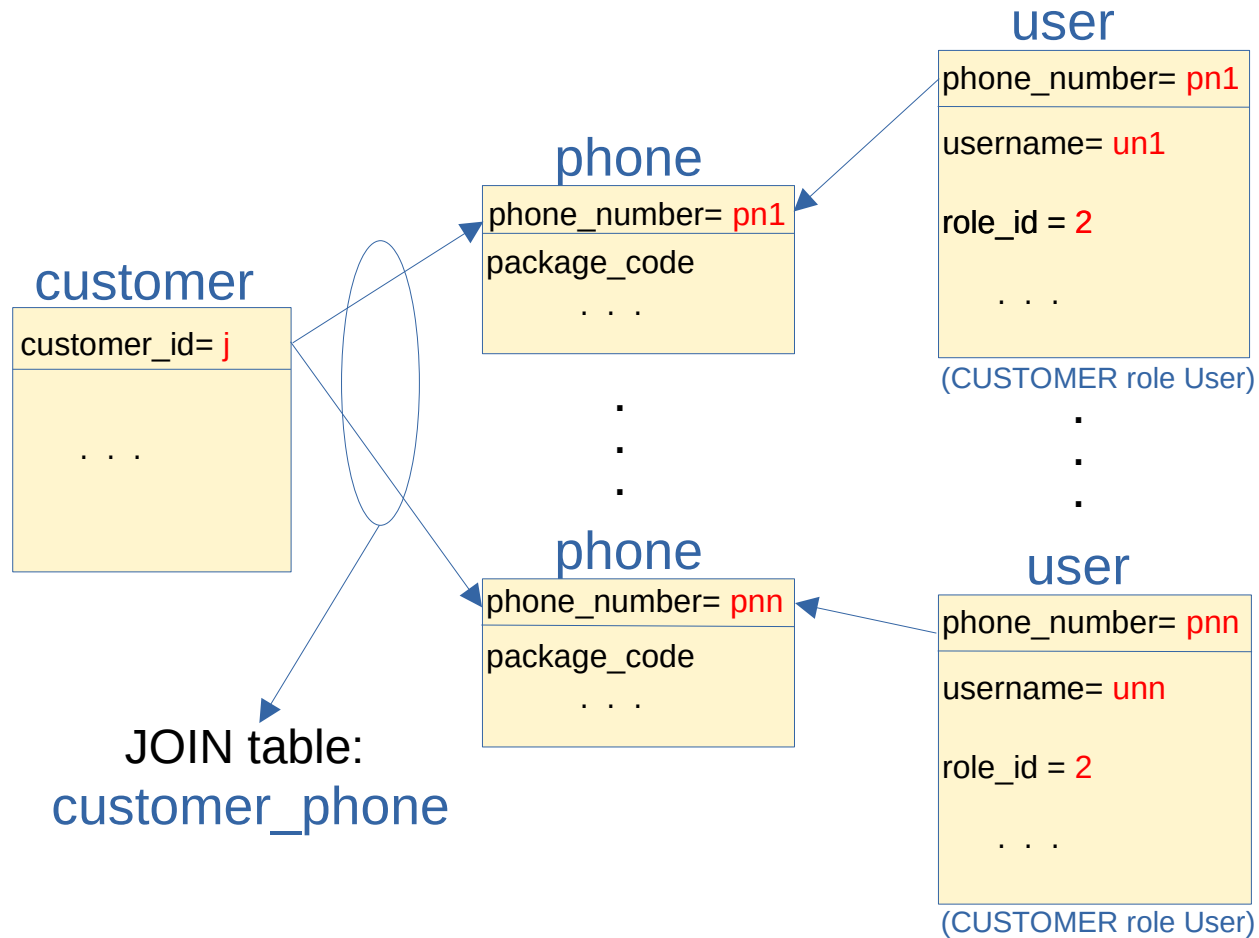 user
phone_number= pn1
username= un1
role_id = 2
. . .
(CUSTOMER role User)
phone
phone_number= pn1
package_code
. . .
customer
customer_id= j
. . .
.
.
.
.
.
.
phone
phone_number= pnn
package_code
. . .
user
phone_number= pnn
username= unn
role_id = 2
. . .
(CUSTOMER role User)
JOIN table:
customer_phone